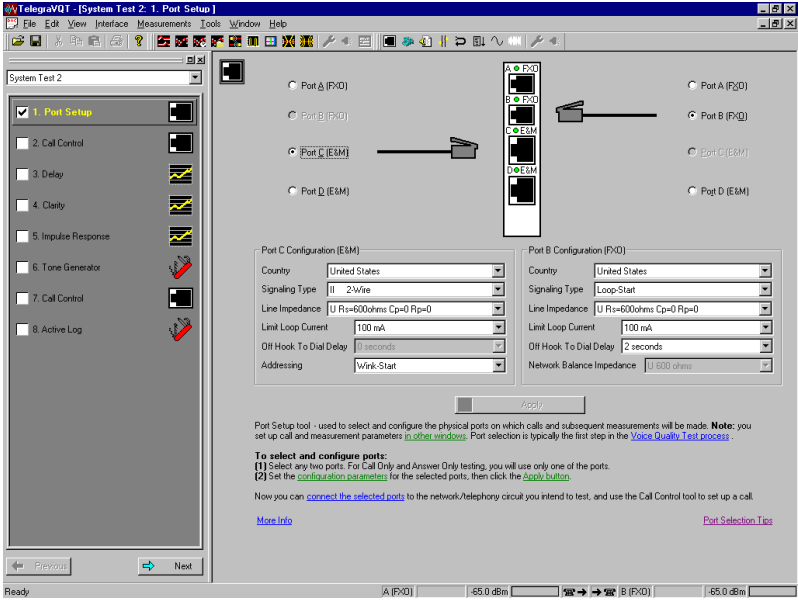 TelegraVQT - [System Test 2: 1. Port Setup ]
File Edit View Interface Measurements Tools Window Help
System Test 2
1. Port Setup
2. Call Control
3. Delay
4. Clarity
5. Impulse Response
6. Tone Generator
7. Call Control
8. Active Log
Previous
Next
Port A (FXO)
Port B (FXO)
Port C (E&M)
Port D (E&M)
A FXO
B FXO
C E&M
D E&M
Port A (FXO)
Port B (FXO)
Port C (E&M)
Port D (E&M)
Port C Configuration (E&M)
Country United States
Signaling Type II 2-Wire
Line Impedance U Rs=600ohms Cp=0 Rp=0
Limit Loop Current 100 mA
Off Hook To Dial Delay 0 seconds
Addressing Wink-Start
Port B Configuration (FXO)
Country United States
Signaling Type Loop-Start
Line Impedance U Rs=600ohms Cp=0 Rp=0
Limit Loop Current 100 mA
Off Hook To Dial Delay 2 seconds
Network Balance Impedance U 600 ohms
Apply
Port Setup tool - used to select and configure the physical ports on which calls and subsequent measurements will be made. Note: you
set up call and measurement parameters in other windows. Port selection is typically the first step in the Voice Quality Test process .
To select and configure ports:
(1) Select any two ports. For Call Only and Answer Only testing, you will use only one of the ports.
(2) Set the configuration parameters for the selected ports, then click the Apply button.
Now you can connect the selected ports to the network/telephony circuit you intend to test, and use the Call Control tool to set up a call.
More Info
Port Selection Tips
Ready
A (FXO)
-65.0 dBm
B (FXO)
-65.0 dBm